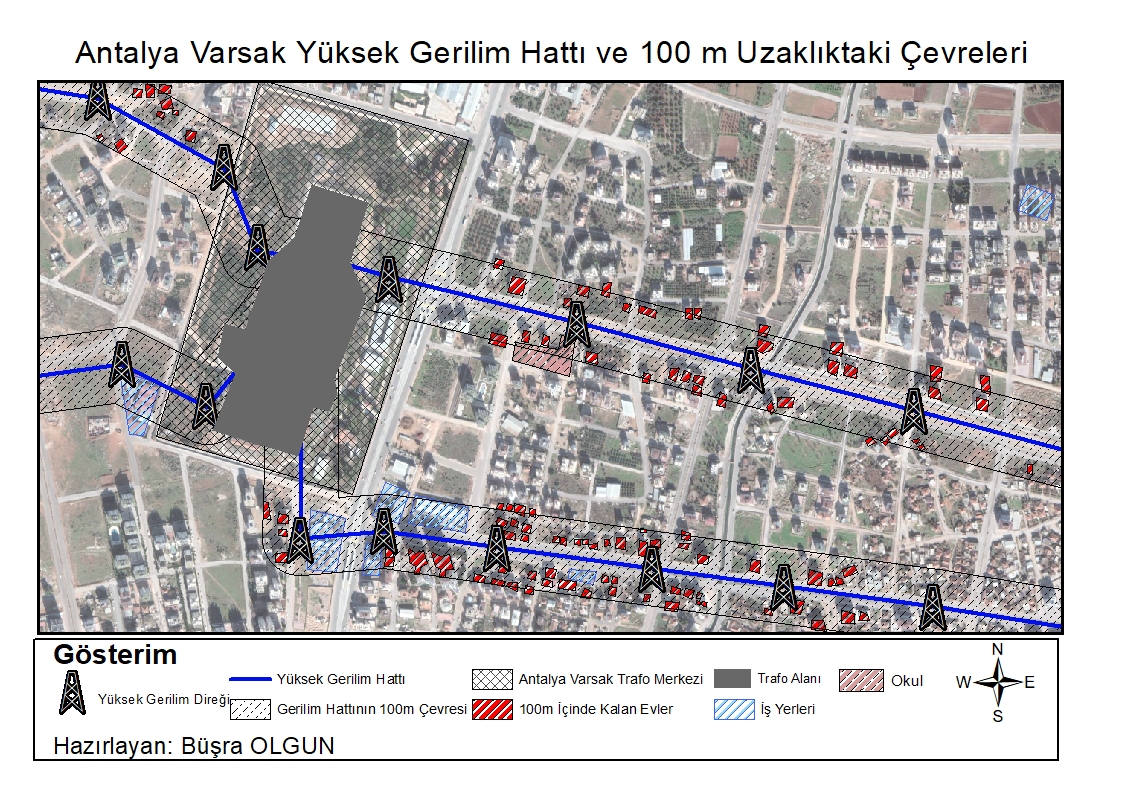 Antalya Varsak Yüksek Gerilim Hattı ve 100 m Uzaklıktaki Çevreleri
Gösterim
Yüksek Gerilim Direği
Yüksek Gerilim Hattı
Gerilim Hattının 100m Çevresi
Antalya Varsak Trafo Merkezi
100m İçinde Kalan Evler
Trafo Alanı
İş Yerleri
Okul
N
W E
S
Hazırlayan: Büşra OLGUN